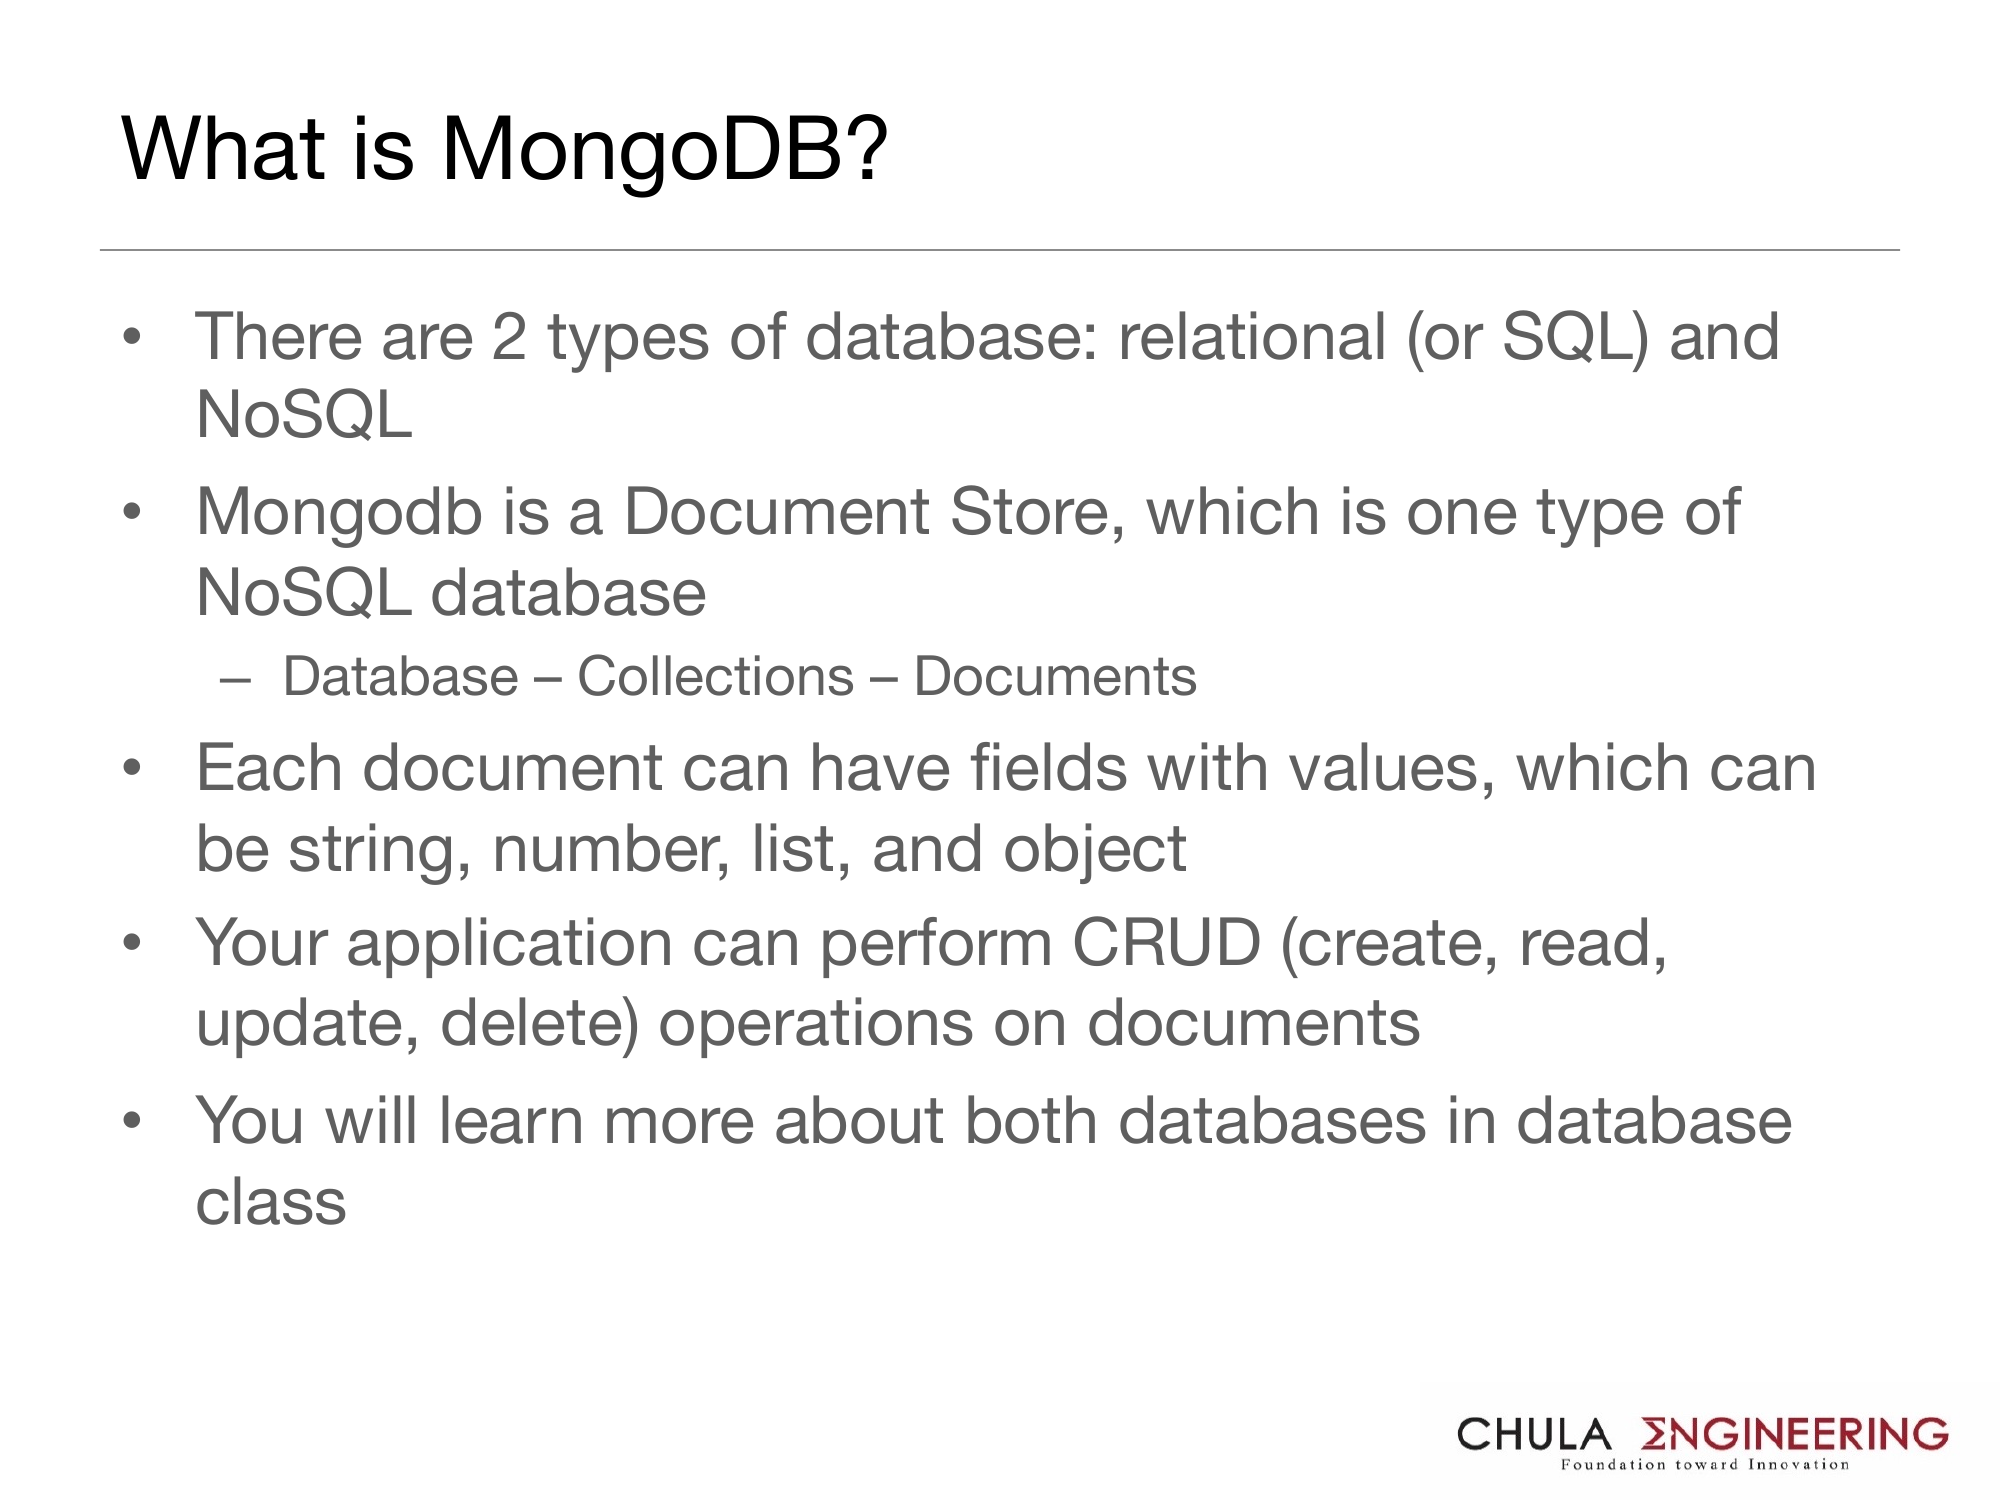 What is MongoDB?
• There are 2 types of database: relational (or SQL) and
NoSQL
• Mongodb is a Document Store, which is one type of
NoSQL database
– Database – Collections – Documents
• Each document can have fields with values, which can
be string, number, list, and object
• Your application can perform CRUD (create, read,
update, delete) operations on documents
• You will learn more about both databases in database
class
CHULA ΣNGINEERING
Foundation toward Innovation